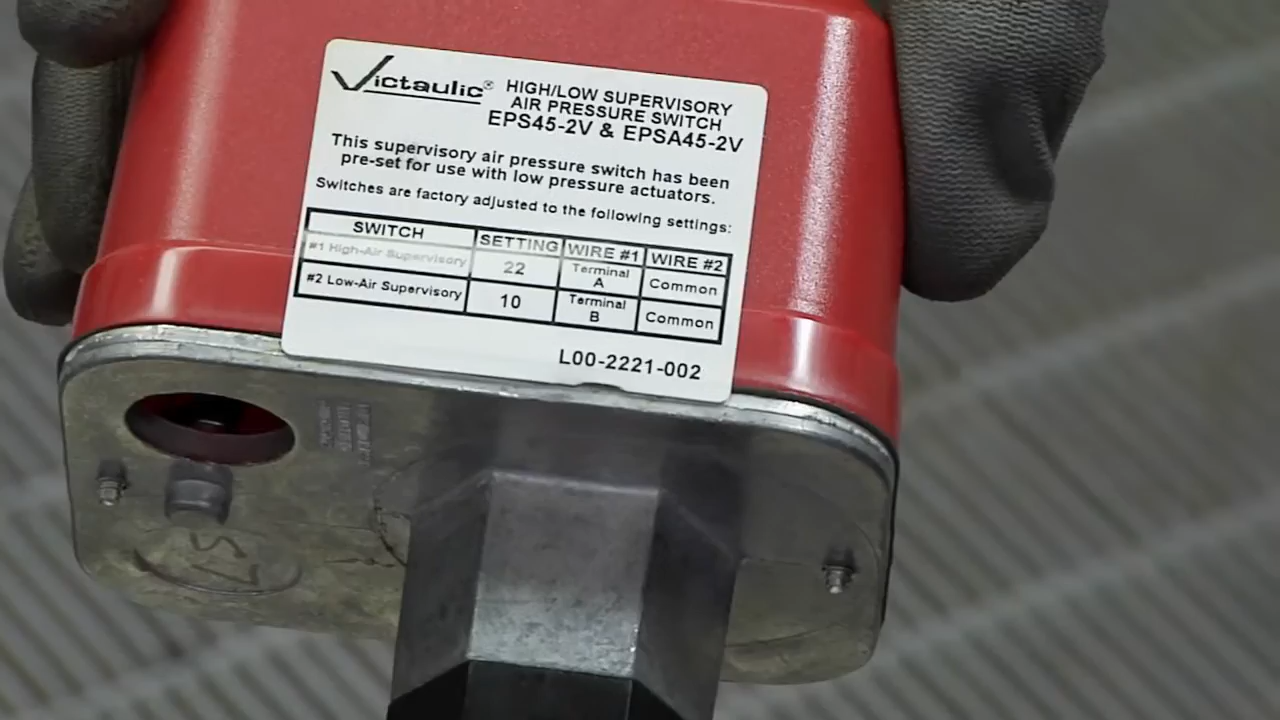 Victaulic®
HIGH/LOW SUPERVISORY
AIR PRESSURE SWITCH
EPS45-2V & EPSA45-2V
This supervisory air pressure switch has been
pre-set for use with low pressure actuators.
Switches are factory adjusted to the following settings:
SWITCH SETTING WIRE #1 WIRE #2
#1 High-Air Supervisory 22 Terminal A Common
#2 Low-Air Supervisory 10 Terminal B Common
L00-2221-002